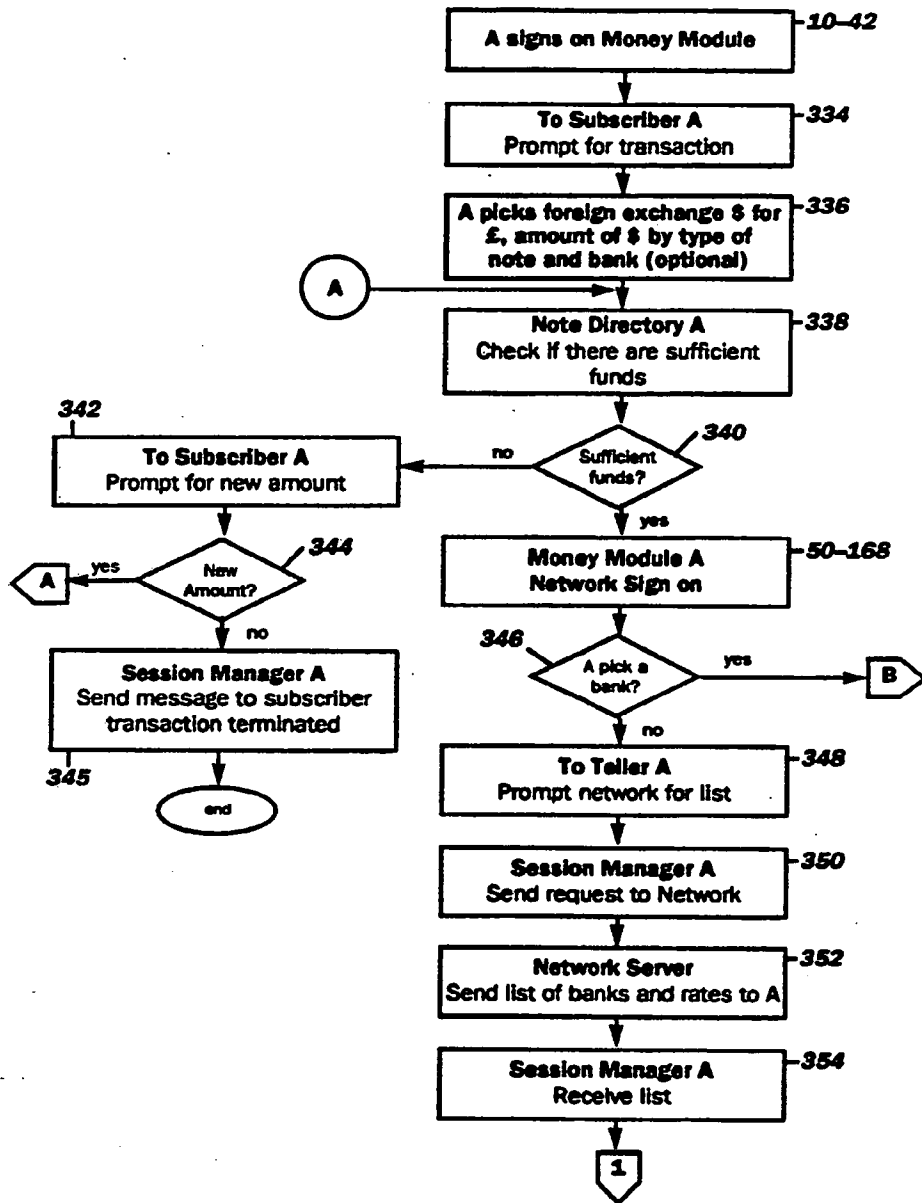 A signs on Money Module
10–42
To Subscriber A
Prompt for transaction
334
A picks foreign exchange $ for
£, amount of $ by type of
note and bank (optional)
336
A
Note Directory A
Check if there are sufficient
funds
338
Sufficient
funds?
340
no
yes
342
To Subscriber A
Prompt for new amount
New
Amount?
344
yes
A
no
Session Manager A
Send message to subscriber
transaction terminated
345
end
Money Module A
Network Sign on
50–168
346
A pick a
bank?
yes
B
no
To Teller A
Prompt network for list
348
Session Manager A
Send request to Network
350
Network Server
Send list of banks and rates to A
352
Session Manager A
Receive list
354
1